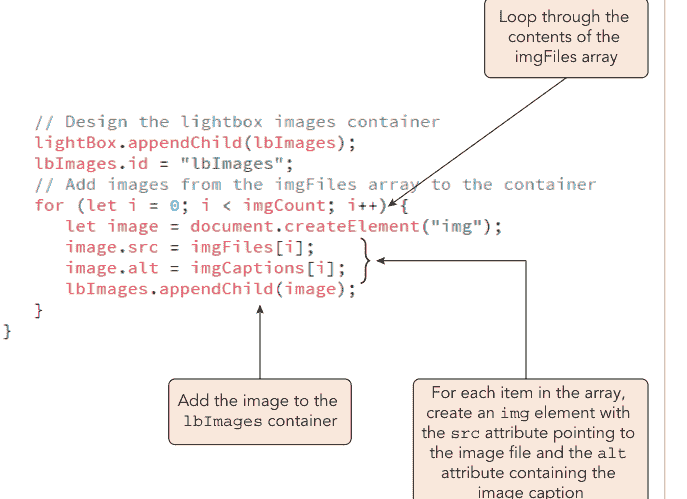 Loop through the
contents of the
imgFiles array
// Design the lightbox images container
lightBox.appendChild(lbImages);
lbImages.id = "lbImages";
// Add images from the imgFiles array to the container
for (let i = 0; i < imgCount; i++) {
let image = document.createElement("img");
image.src = imgFiles[i];
image.alt = imgCaptions[i];
lbImages.appendChild(image);
}
}
Add the image to the
lbImages container
For each item in the array,
create an img element with
the src attribute pointing to
the image file and the alt
attribute containing the
image caption